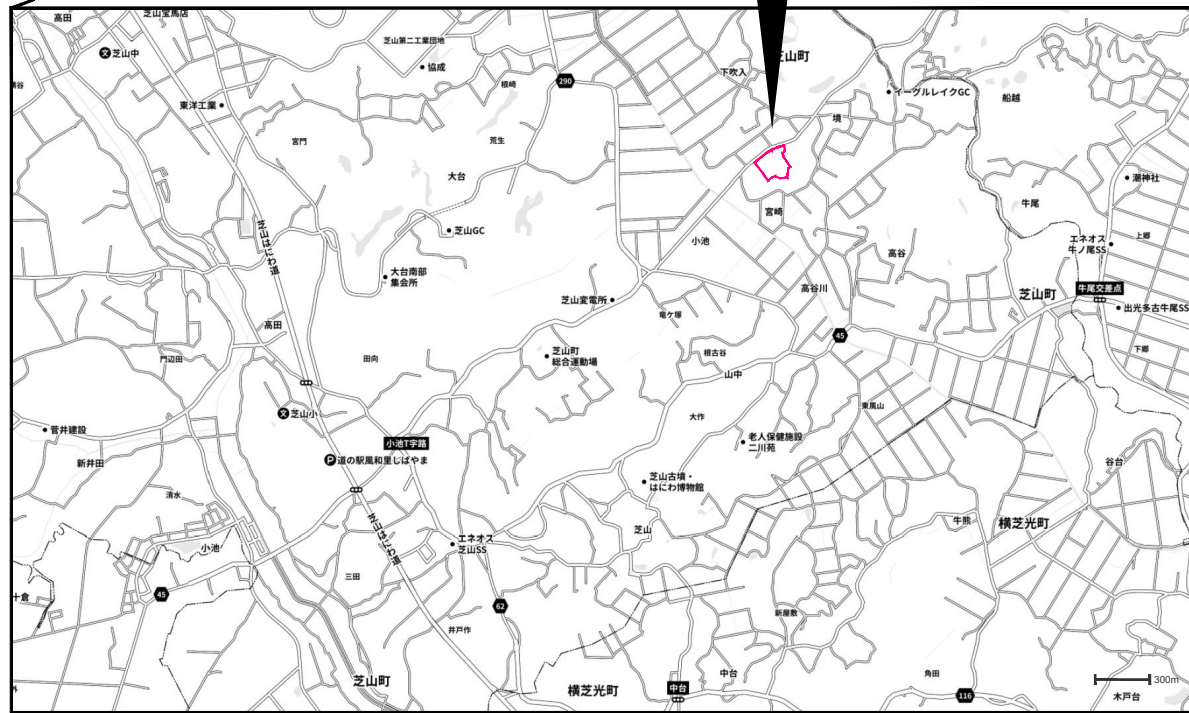 高田
芝山宝馬店
芝山第二工業団地
芝山町
芝山中
協成
下吹入
290
根崎
イーグルレイクGC
船越
東洋工業
境
宮門
荒生
大台
潮神社
牛尾
宮崎
芝山GC
小池
上郷
エネオス
牛ノ尾SS
芝山はにわ道
高谷
大台南部
集会所
高谷川
芝山町
牛尾交差点
芝山変電所
出光多古牛尾SS
高田
竜ケ塚
45
門辺田
田向
芝山町
総合運動場
根古谷
下郷
山中
芝山小
大作
東風山
菅井建設
小池T字路
老人保健施設
二川苑
新井田
道の駅風和里しばやま
谷台
芝山古墳・
はにわ博物館
清水
芝山はにわ道
牛熊
横芝光町
小池
エネオス
芝山SS
芝山
三田
十倉
45
62
新屋敷
井戸作
芝山町
横芝光町
中台
中台
角田
300m
116
木戸台